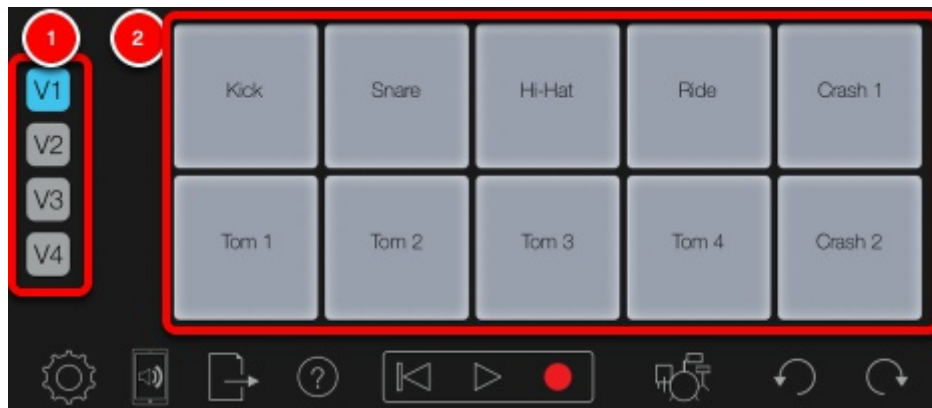 1
2
V1
V2
V3
V4
Kick Snare Hi-Hat Ride Crash 1
Tom 1 Tom 2 Tom 3 Tom 4 Crash 2
?